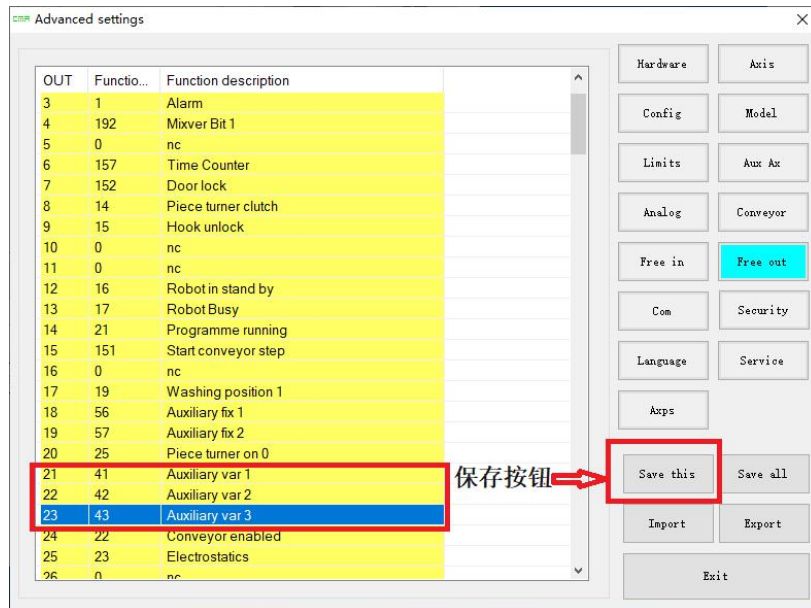 CMA Advanced settings
OUT Functio... Function description
3 1 Alarm
4 192 Mixver Bit 1
5 0 nc
6 157 Time Counter
7 152 Door lock
8 14 Piece turner clutch
9 15 Hook unlock
10 0 nc
11 0 nc
12 16 Robot in stand by
13 17 Robot Busy
14 21 Programme running
15 151 Start conveyor step
16 0 nc
17 19 Washing position 1
18 56 Auxiliary fix 1
19 57 Auxiliary fix 2
20 25 Piece turner on 0
21 41 Auxiliary var 1
22 42 Auxiliary var 2
23 43 Auxiliary var 3
24 22 Conveyor enabled
25 23 Electrostatics
26 0 nc
保存按钮
Hardware Axis
Config Model
Limits Aux Ax
Analog Conveyor
Free in Free out
Com Security
Language Service
Axps
Save this Save all
Import Export
Exit